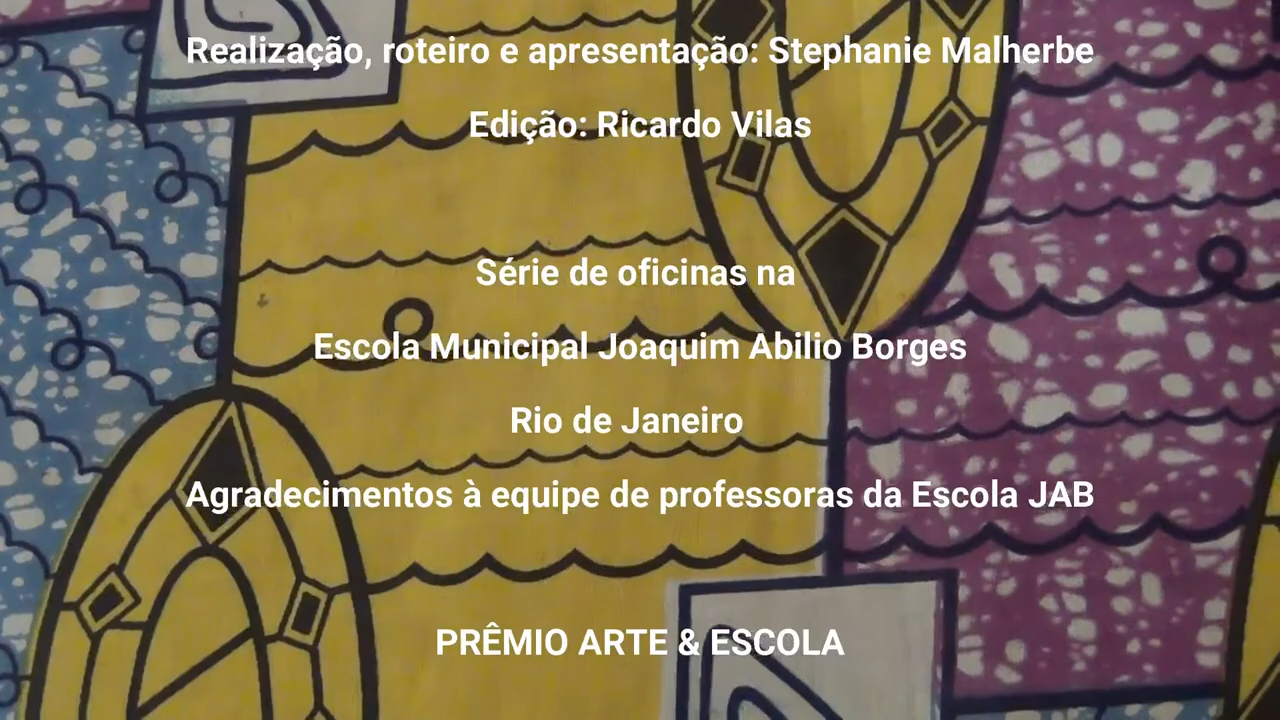 Realização, roteiro e apresentação: Stephanie Malherbe
Edição: Ricardo Vilas
Série de oficinas na
Escola Municipal Joaquim Abilio Borges
Rio de Janeiro
Agradecimentos à equipe de professoras da Escola JAB
PRÊMIO ARTE & ESCOLA